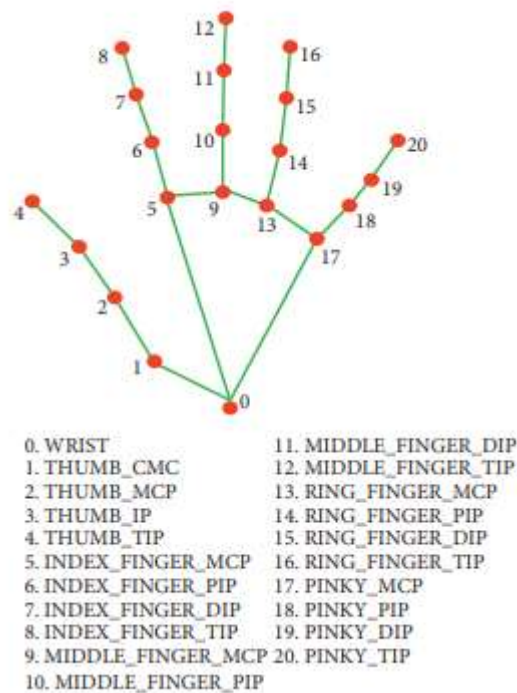 12
8
16
11
7
15
10
6
14
20
19
4
5
9
13
18
3
17
2
1
0
0. WRIST
1. THUMB_CMC
2. THUMB_MCP
3. THUMB_IP
4. THUMB_TIP
5. INDEX_FINGER_MCP
6. INDEX_FINGER_PIP
7. INDEX_FINGER_DIP
8. INDEX_FINGER_TIP
9. MIDDLE_FINGER_MCP
10. MIDDLE_FINGER_PIP
11. MIDDLE_FINGER_DIP
12. MIDDLE_FINGER_TIP
13. RING_FINGER_MCP
14. RING_FINGER_PIP
15. RING_FINGER_DIP
16. RING_FINGER_TIP
17. PINKY_MCP
18. PINKY_PIP
19. PINKY_DIP
20. PINKY_TIP